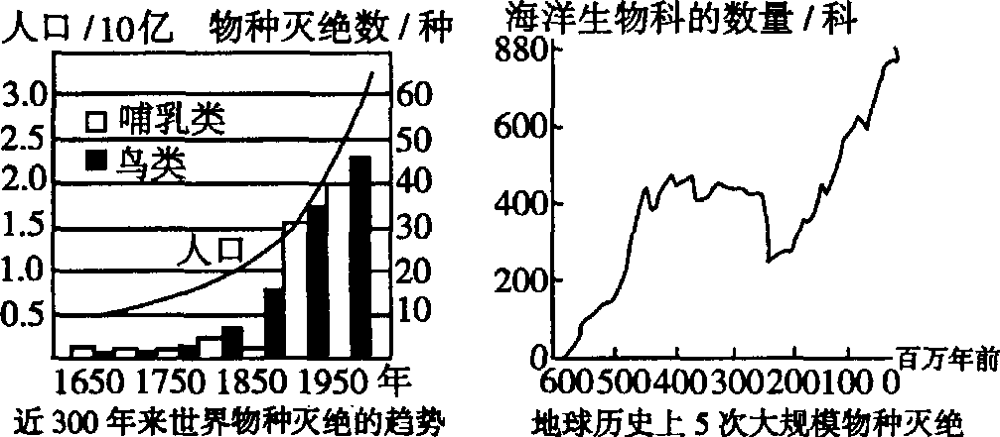 人口 / 10亿 物种灭绝数 / 种
3.0 60
哺乳类
2.5 50
鸟类
2.0 40
1.5 30
人口
1.0 20
0.5 10
1650 1750 1850 1950 年
近 300 年来世界物种灭绝的趋势
海洋生物科的数量 / 科
880
600
400
200
0
600 500 400 300 200 100 0 百万年前
地球历史上 5 次大规模物种灭绝